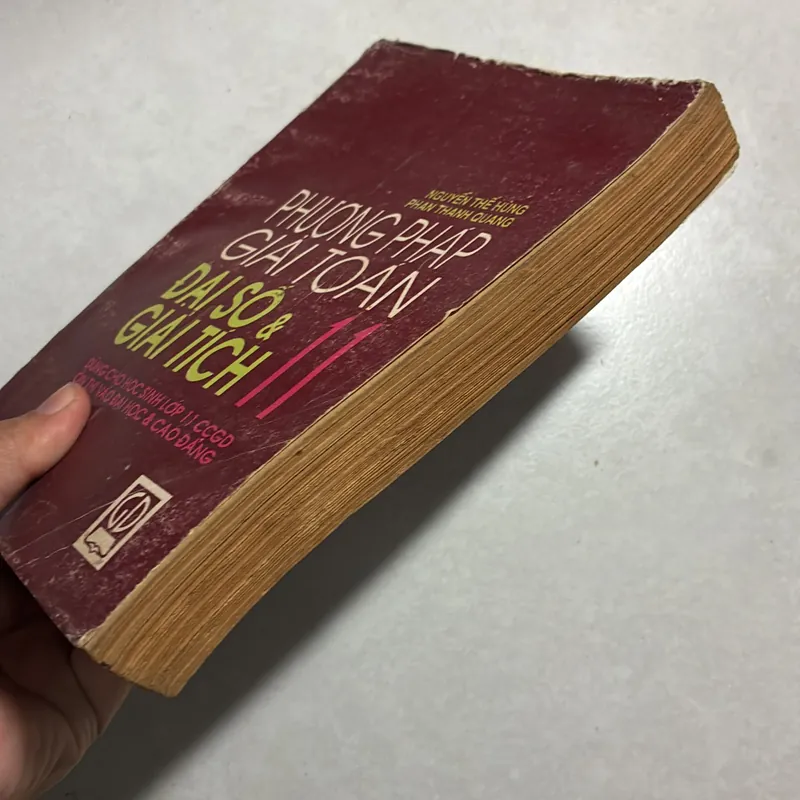 NGUYỄN THẾ HÙNG
PHAN THANH QUANG
PHƯƠNG PHÁP
GIẢI TOÁN
ĐẠI SỐ &
GIẢI TÍCH 11
DÙNG CHO HỌC SINH LỚP 11 CCGD
THI VÀO ĐẠI HỌC & CAO ĐẲNG
GD